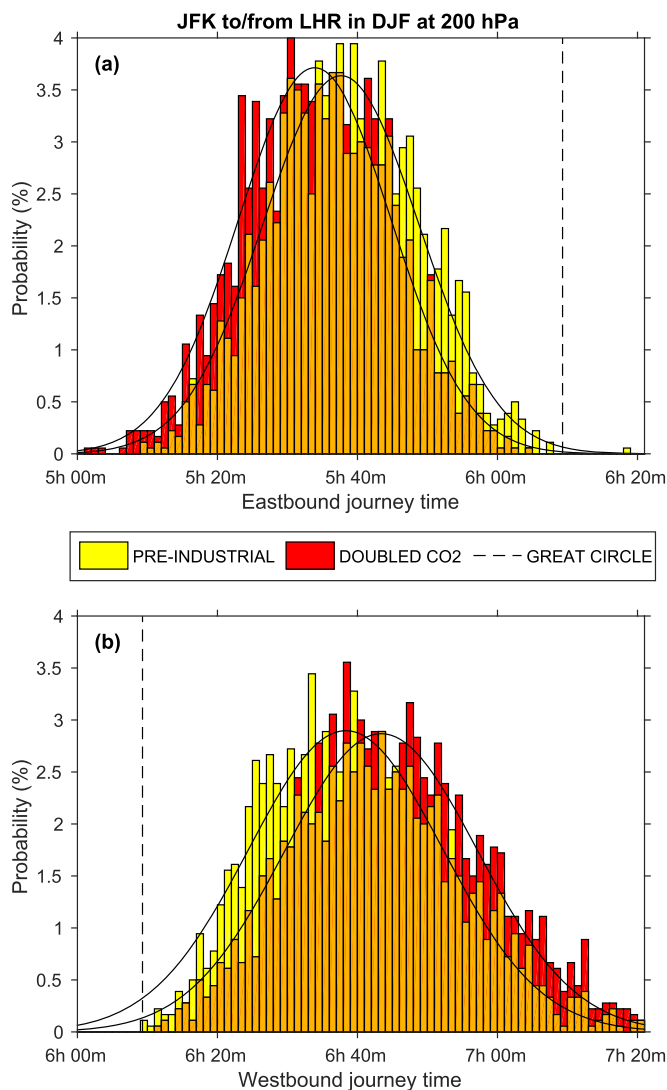 JFK to/from LHR in DJF at 200 hPa
(a)
Probability (%)
4
3.5
3
2.5
2
1.5
1
0.5
0
5h 00m 5h 20m 5h 40m 6h 00m 6h 20m
Eastbound journey time
PRE-INDUSTRIAL DOUBLED CO2 GREAT CIRCLE
(b)
Probability (%)
4
3.5
3
2.5
2
1.5
1
0.5
0
6h 00m 6h 20m 6h 40m 7h 00m 7h 20m
Westbound journey time